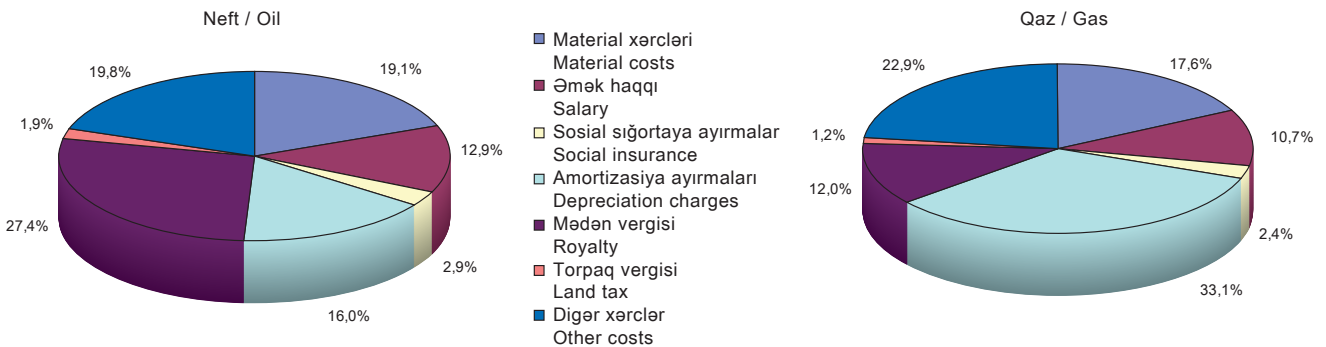 Neft / Oil
19,8%
19,1%
1,9%
12,9%
27,4%
2,9%
16,0%
Material xərcləri
Material costs
Əmək haqqı
Salary
Sosial sığortaya ayırmalar
Social insurance
Amortizasiya ayırmaları
Depreciation charges
Mədən vergisi
Royalty
Torpaq vergisi
Land tax
Digər xərclər
Other costs
Qaz / Gas
22,9%
17,6%
1,2%
10,7%
12,0%
2,4%
33,1%